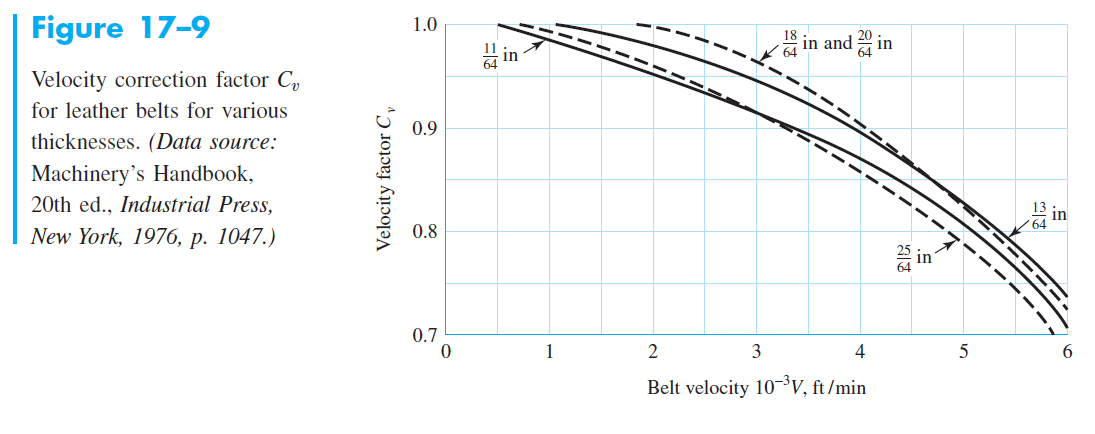 Figure 17–9
Velocity correction factor Cv
for leather belts for various
thicknesses. (Data source:
Machinery's Handbook,
20th ed., Industrial Press,
New York, 1976, p. 1047.)
Velocity factor Cv
1.0
0.9
0.8
0.7
11/64 in
18/64 in and 20/64 in
13/64 in
25/64 in
0 1 2 3 4 5 6
Belt velocity 10⁻³V, ft/min